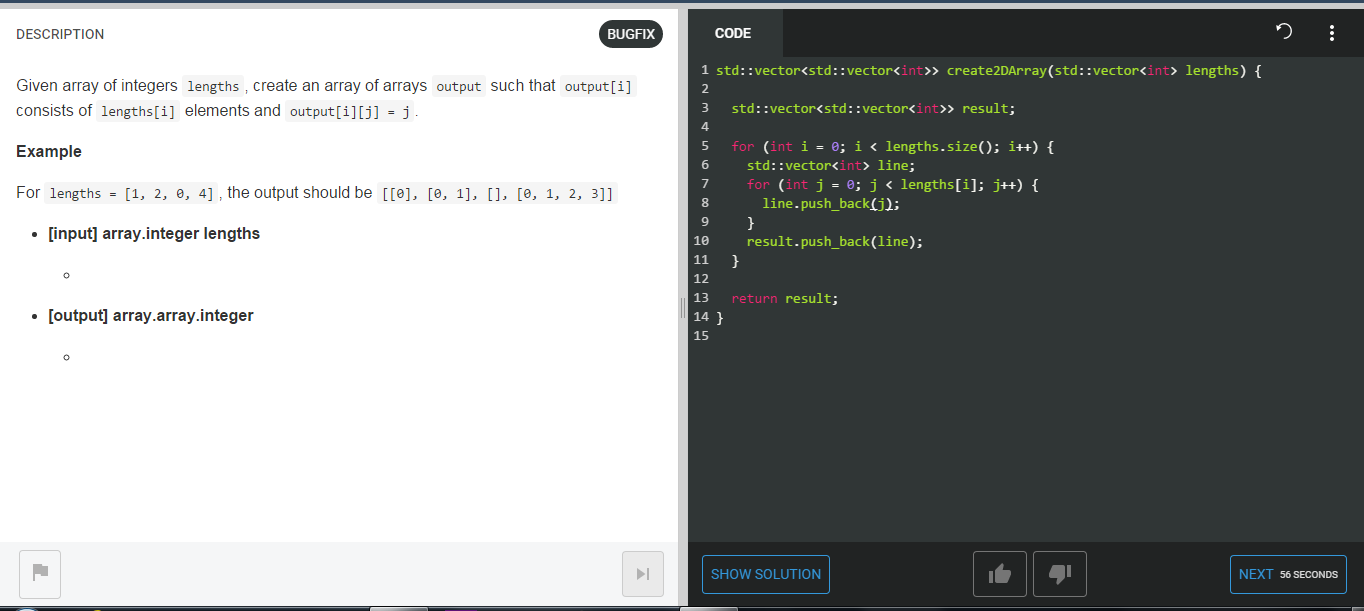 DESCRIPTION
BUGFIX
Given array of integers lengths , create an array of arrays output such that output[i]
consists of lengths[i] elements and output[i][j] = j .
Example
For lengths = [1, 2, 0, 4] , the output should be [[0], [0, 1], [], [0, 1, 2, 3]]
• [input] array.integer lengths
• [output] array.array.integer
CODE
1 std::vector<std::vector<int>> create2DArray(std::vector<int> lengths) {
2
3   std::vector<std::vector<int>> result;
4
5   for (int i = 0; i < lengths.size(); i++) {
6     std::vector<int> line;
7     for (int j = 0; j < lengths[i]; j++) {
8       line.push_back(j);
9     }
10     result.push_back(line);
11   }
12
13   return result;
14 }
15
SHOW SOLUTION
NEXT 56 SECONDS